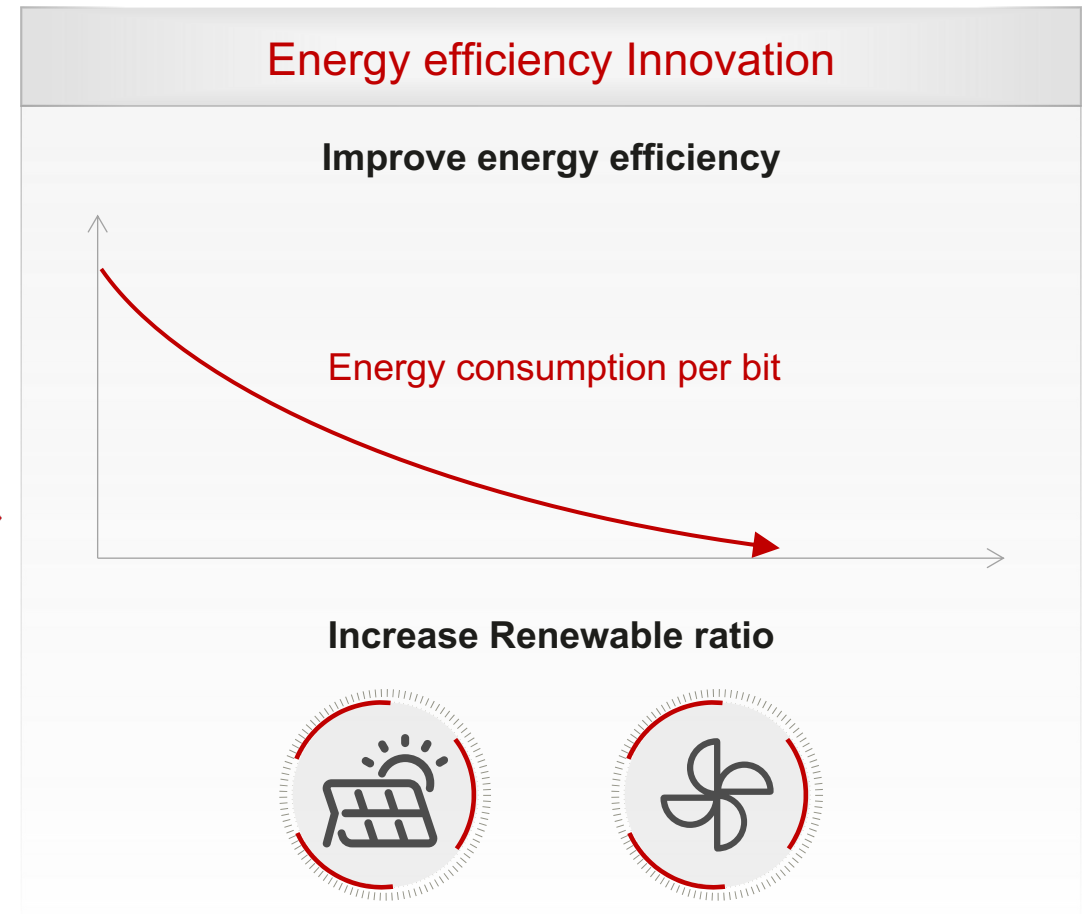 Energy efficiency Innovation
Improve energy efficiency
Energy consumption per bit
Increase Renewable ratio